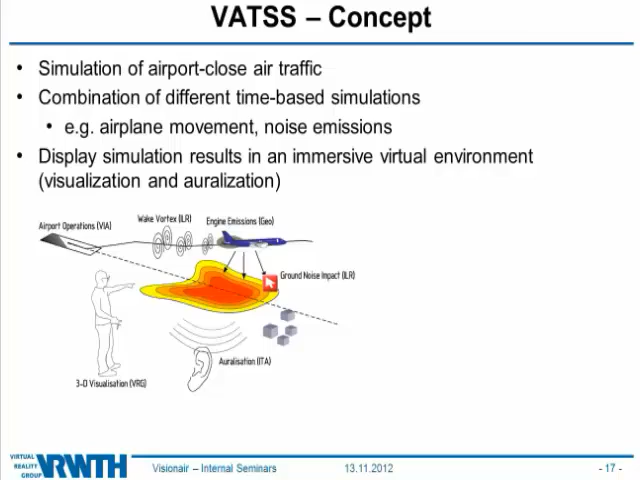 VATSS – Concept
• Simulation of airport-close air traffic
• Combination of different time-based simulations
• e.g. airplane movement, noise emissions
• Display simulation results in an immersive virtual environment
(visualization and auralization)
Wake Vortex (ILR)
Engine Emissions (Geo)
Airport Operations (VIA)
Ground Noise Impact (ILR)
Auralisation (ITA)
3-D Visualisation (VRG)
VIRTUAL
REALITY
GROUP
VRWTH
Visionair – Internal Seminars
13.11.2012
- 17 -